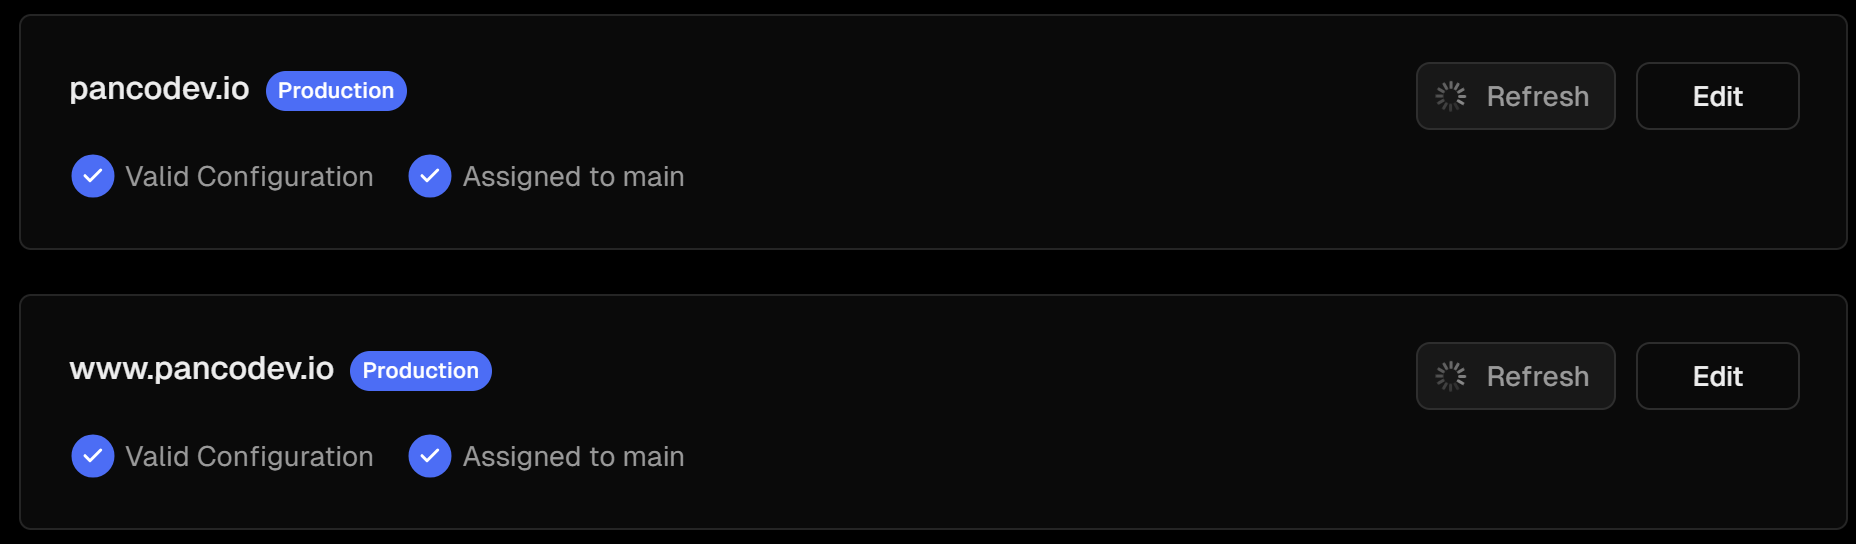 pancodev.io Production Refresh Edit
Valid Configuration Assigned to main
www.pancodev.io Production Refresh Edit
Valid Configuration Assigned to main